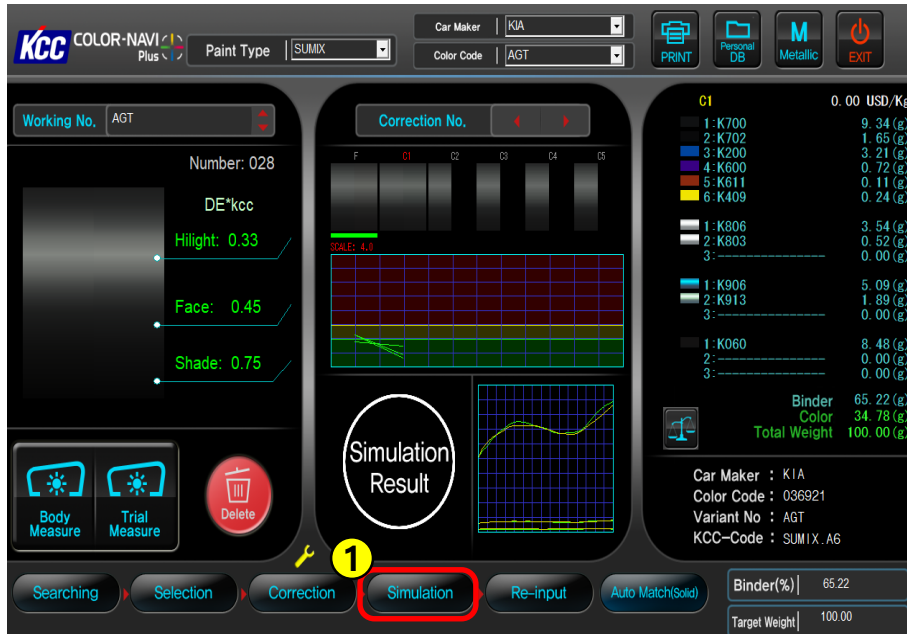 KCC COLOR-NAVI Plus
Paint Type SUMIX
Car Maker KIA
Color Code AGT
PRINT
Personal DB
M Metallic
EXIT
Working No. AGT
Number: 028
DE*kcc
Hilight: 0.33
Face: 0.45
Shade: 0.75
Body Measure
Trial Measure
Delete
Correction No.
F C1 C2 C3 C4 C5
SCALE: 4.0
Simulation
Result
C1 0.00 USD/Kg
1:K700 9.34(g)
2:K702 1.65(g)
3:K200 3.21(g)
4:K600 0.72(g)
5:K611 0.11(g)
6:K409 0.24(g)
1:K806 3.54(g)
2:K803 0.52(g)
3:-------------- 0.00(g)
1:K906 5.09(g)
2:K913 1.89(g)
3:-------------- 0.00(g)
1:K060 8.48(g)
2:-------------- 0.00(g)
3:-------------- 0.00(g)
Binder 65.22(g)
Color 34.78(g)
Total Weight 100.00(g)
Car Maker : KIA
Color Code : 036921
Variant No : AGT
KCC-Code : SUMIX.A6
1
Searching
Selection
Correction
Simulation
Re-input
Auto Match(Solid)
Binder(%) 65.22
Target Weight 100.00